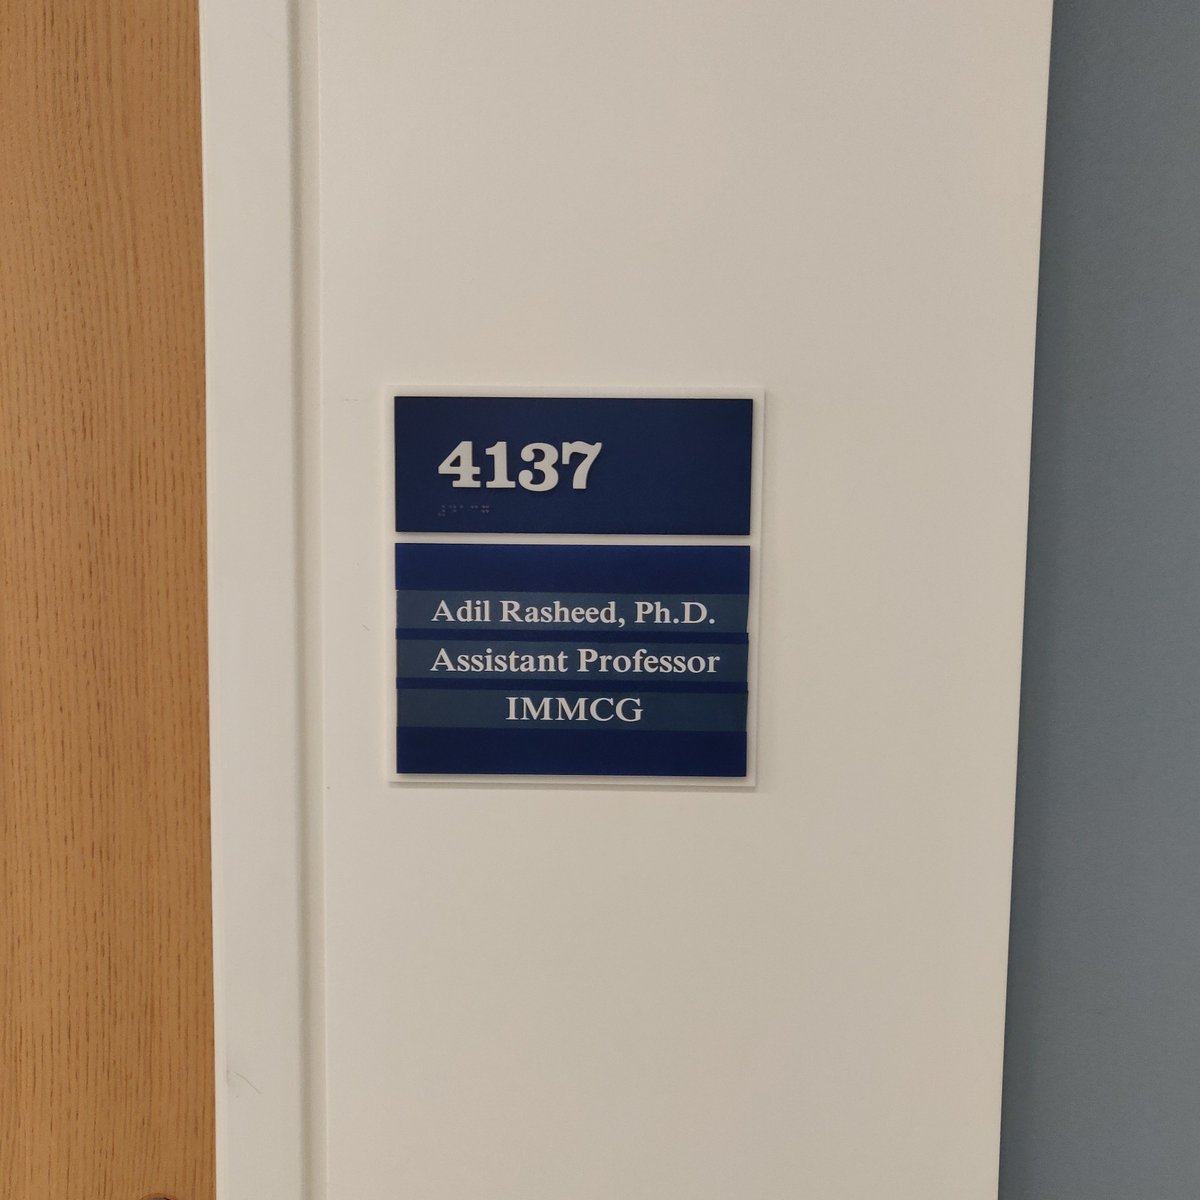 4137
Adil Rasheed, Ph.D.
Assistant Professor
IMMCG